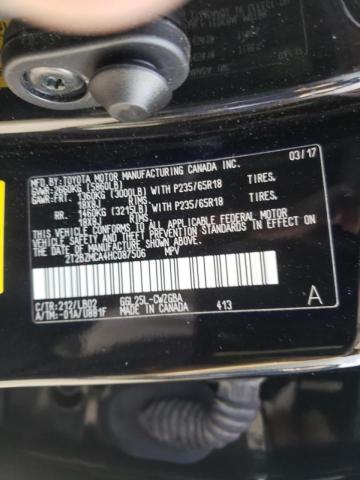 MFD.BY:TOYOTA MOTOR MANUFACTURING CANADA INC. 03/17
GVWR: 2660KG (5860LB)
GAWR: FRT. 1360KG (3000LB) WITH P235/65R18 TIRES,
18X8J RIMS,
RR. 1460KG (3215LB) WITH P235/65R18 TIRES,
18X8J RIMS,
THIS VEHICLE CONFORMS TO ALL APPLICABLE FEDERAL MOTOR
VEHICLE SAFETY AND THEFT PREVENTION STANDARDS IN EFFECT ON
THE DATE OF MANUFACTURE SHOWN ABOVE.
2T2BZMCA4HC087506 MPV
C/TR:212/LB02 GGL25L-CWZGBA A
A/TM:-01A/U881F MADE IN CANADA 413